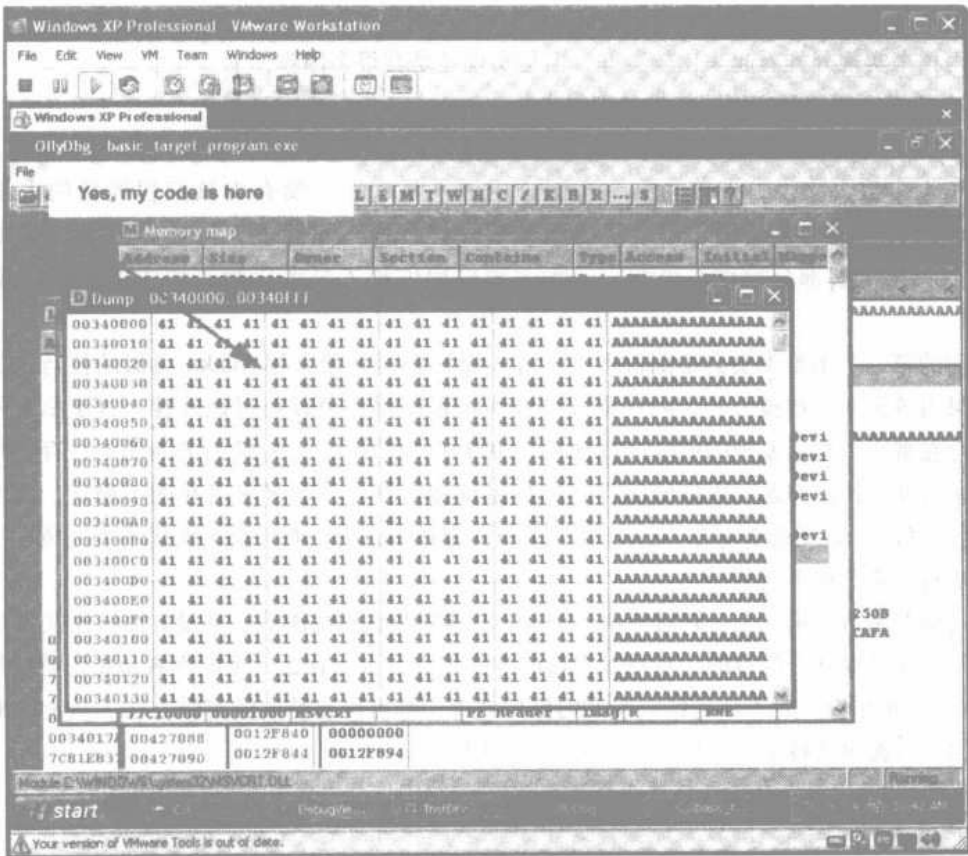 Windows XP Professional VMware Workstation
File Edit View VM Team Windows Help
Windows XP Professional
OllyDbg basic_target_program.exe
File
Yes, my code is here
L E M T W H C / K B R ... S
Memory map
Address Size Owner Section Contains Type Access Initial
Dump 00340000..00340FFF
00340000 41 41 41 41 41 41 41 41 41 41 41 41 41 41 41 41 AAAAAAAAAAAAAAAA
00340010 41 41 41 41 41 41 41 41 41 41 41 41 41 41 41 41 AAAAAAAAAAAAAAAA
00340020 41 41 41 41 41 41 41 41 41 41 41 41 41 41 41 41 AAAAAAAAAAAAAAAA
00340030 41 41 41 41 41 41 41 41 41 41 41 41 41 41 41 41 AAAAAAAAAAAAAAAA
00340040 41 41 41 41 41 41 41 41 41 41 41 41 41 41 41 41 AAAAAAAAAAAAAAAA
00340050 41 41 41 41 41 41 41 41 41 41 41 41 41 41 41 41 AAAAAAAAAAAAAAAA
00340060 41 41 41 41 41 41 41 41 41 41 41 41 41 41 41 41 AAAAAAAAAAAAAAAA Devi
00340070 41 41 41 41 41 41 41 41 41 41 41 41 41 41 41 41 AAAAAAAAAAAAAAAA Devi
00340080 41 41 41 41 41 41 41 41 41 41 41 41 41 41 41 41 AAAAAAAAAAAAAAAA Devi
00340090 41 41 41 41 41 41 41 41 41 41 41 41 41 41 41 41 AAAAAAAAAAAAAAAA Devi
003400A0 41 41 41 41 41 41 41 41 41 41 41 41 41 41 41 41 AAAAAAAAAAAAAAAA
003400B0 41 41 41 41 41 41 41 41 41 41 41 41 41 41 41 41 AAAAAAAAAAAAAAAA Devi
003400C0 41 41 41 41 41 41 41 41 41 41 41 41 41 41 41 41 AAAAAAAAAAAAAAAA
003400D0 41 41 41 41 41 41 41 41 41 41 41 41 41 41 41 41 AAAAAAAAAAAAAAAA
003400E0 41 41 41 41 41 41 41 41 41 41 41 41 41 41 41 41 AAAAAAAAAAAAAAAA
003400F0 41 41 41 41 41 41 41 41 41 41 41 41 41 41 41 41 AAAAAAAAAAAAAAAA 250B
00340100 41 41 41 41 41 41 41 41 41 41 41 41 41 41 41 41 AAAAAAAAAAAAAAAA CAFA
00340110 41 41 41 41 41 41 41 41 41 41 41 41 41 41 41 41 AAAAAAAAAAAAAAAA
00340120 41 41 41 41 41 41 41 41 41 41 41 41 41 41 41 41 AAAAAAAAAAAAAAAA
00340130 41 41 41 41 41 41 41 41 41 41 41 41 41 41 41 41 AAAAAAAAAAAAAAAA
77C10000 00001000 MSVCRT PE Header Imag R RWE
0034017A 00427088 0012F840 00000000
7CB1EB37 00427090 0012F844 0012F894
Module C:\WINDOWS\system32\MSVCRT.DLL Running
start
Your version of VMware Tools is out of date.